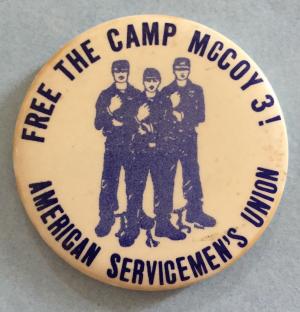 FREE THE CAMP MCCOY 3!
AMERICAN SERVICEMEN'S UNION